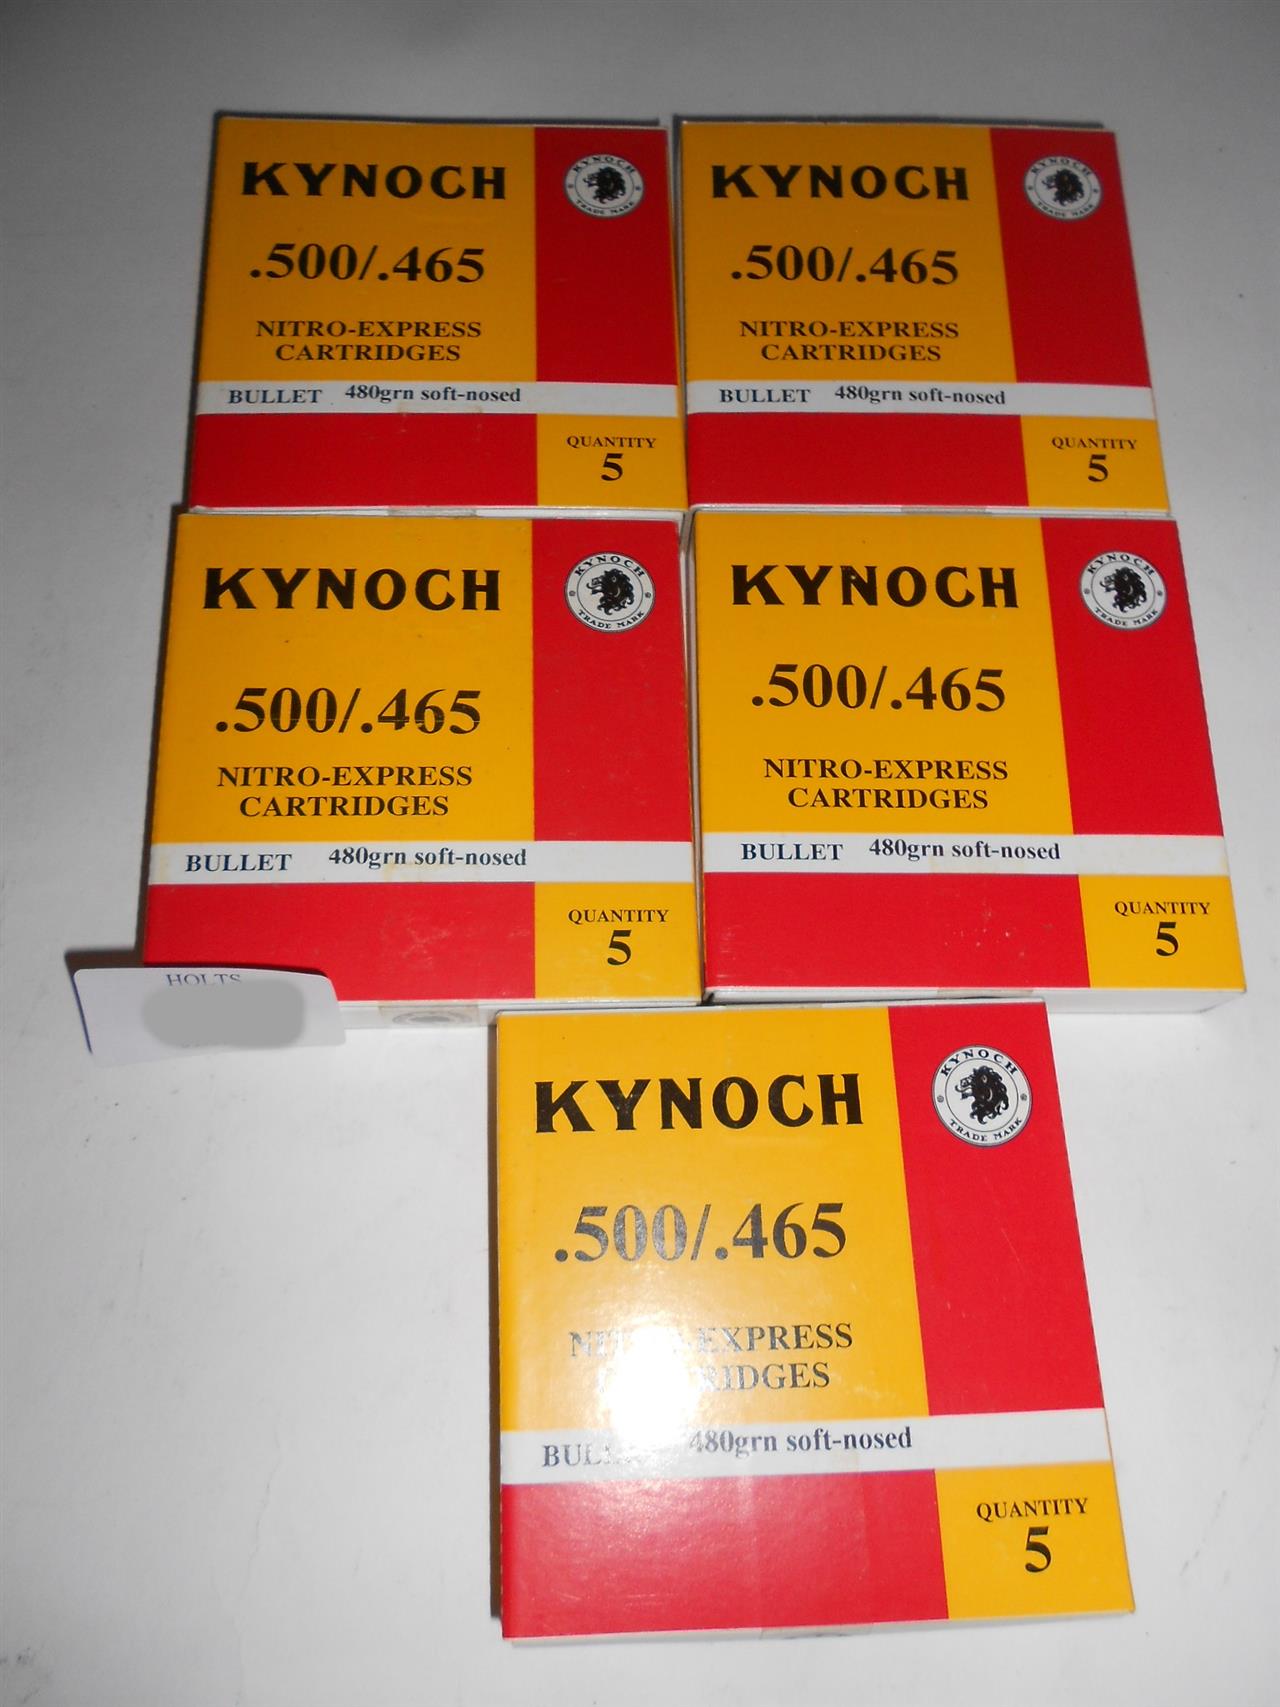 KYNOCH
KYNOCH
TRADE MARK
.500/.465
NITRO-EXPRESS
CARTRIDGES
BULLET 480grn soft-nosed
QUANTITY
5
KYNOCH
KYNOCH
TRADE MARK
.500/.465
NITRO-EXPRESS
CARTRIDGES
BULLET 480grn soft-nosed
QUANTITY
5
KYNOCH
KYNOCH
TRADE MARK
.500/.465
NITRO-EXPRESS
CARTRIDGES
BULLET 480grn soft-nosed
QUANTITY
5
HOLTS
KYNOCH
KYNOCH
TRADE MARK
.500/.465
NITRO-EXPRESS
CARTRIDGES
BULLET 480grn soft-nosed
QUANTITY
5
KYNOCH
KYNOCH
TRADE MARK
.500/.465
EXPRESS
480grn soft-nosed
QUANTITY
5